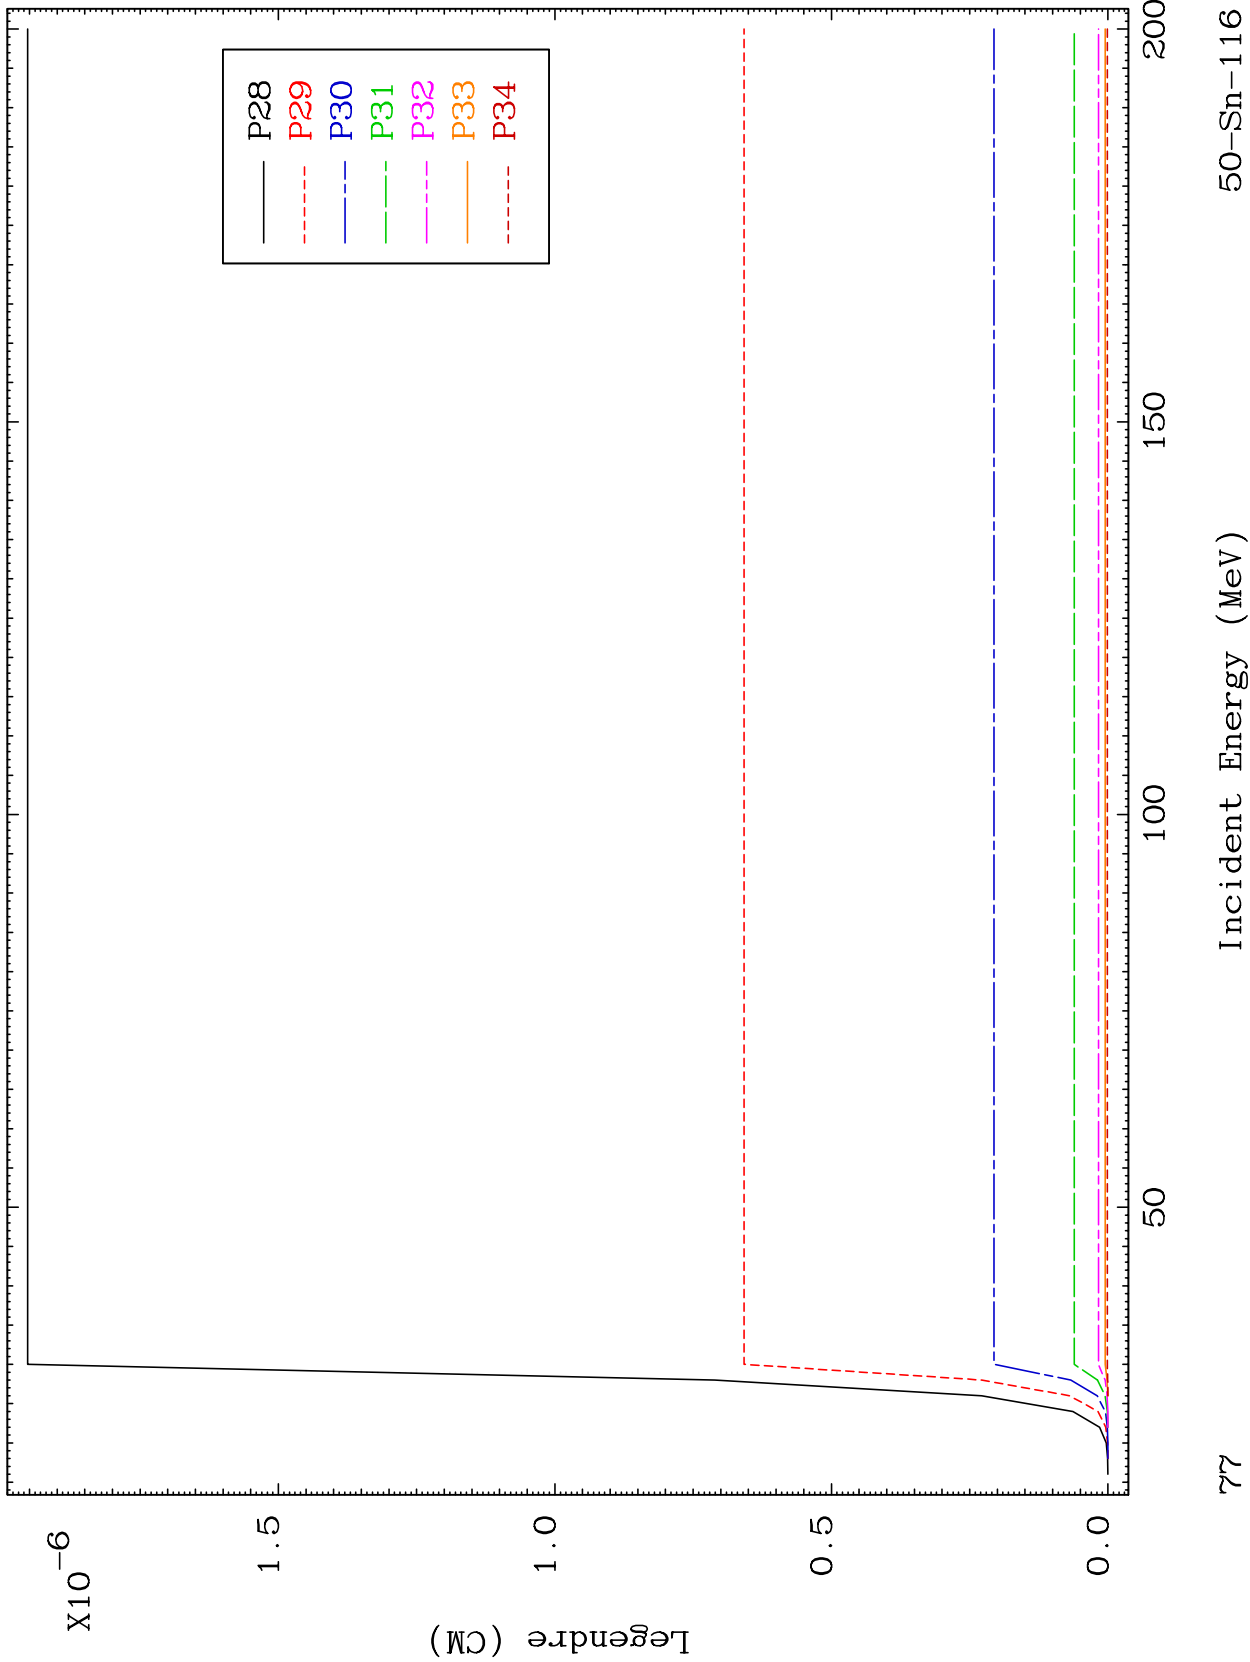 X10-6
Legendre (CM)
1.5
1.0
0.5
0.0
P28
P29
P30
P31
P32
P33
P34
50
100
150
200
77
Incident Energy (MeV)
50-Sn-116